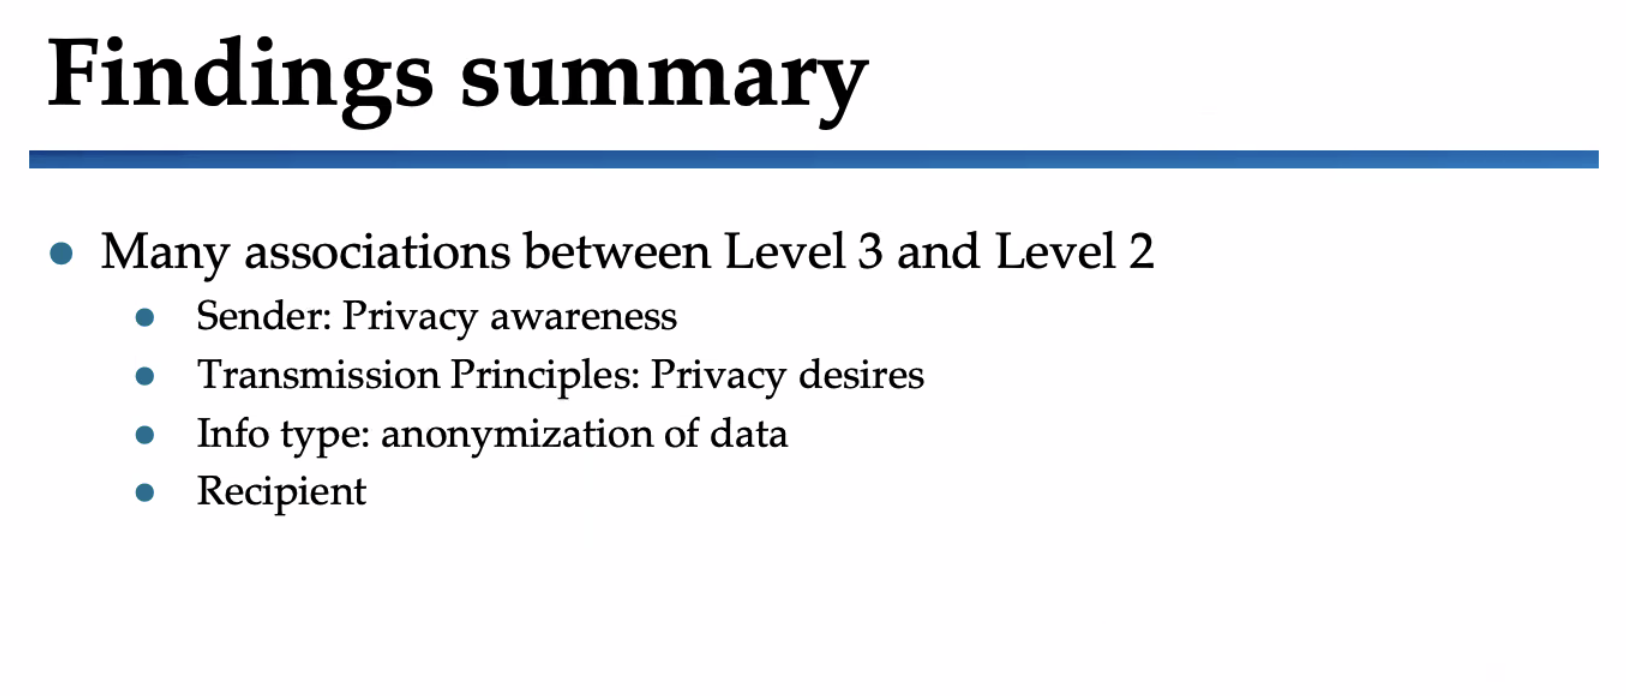 Findings summary
Many associations between Level 3 and Level 2
Sender: Privacy awareness
Transmission Principles: Privacy desires
Info type: anonymization of data
Recipient